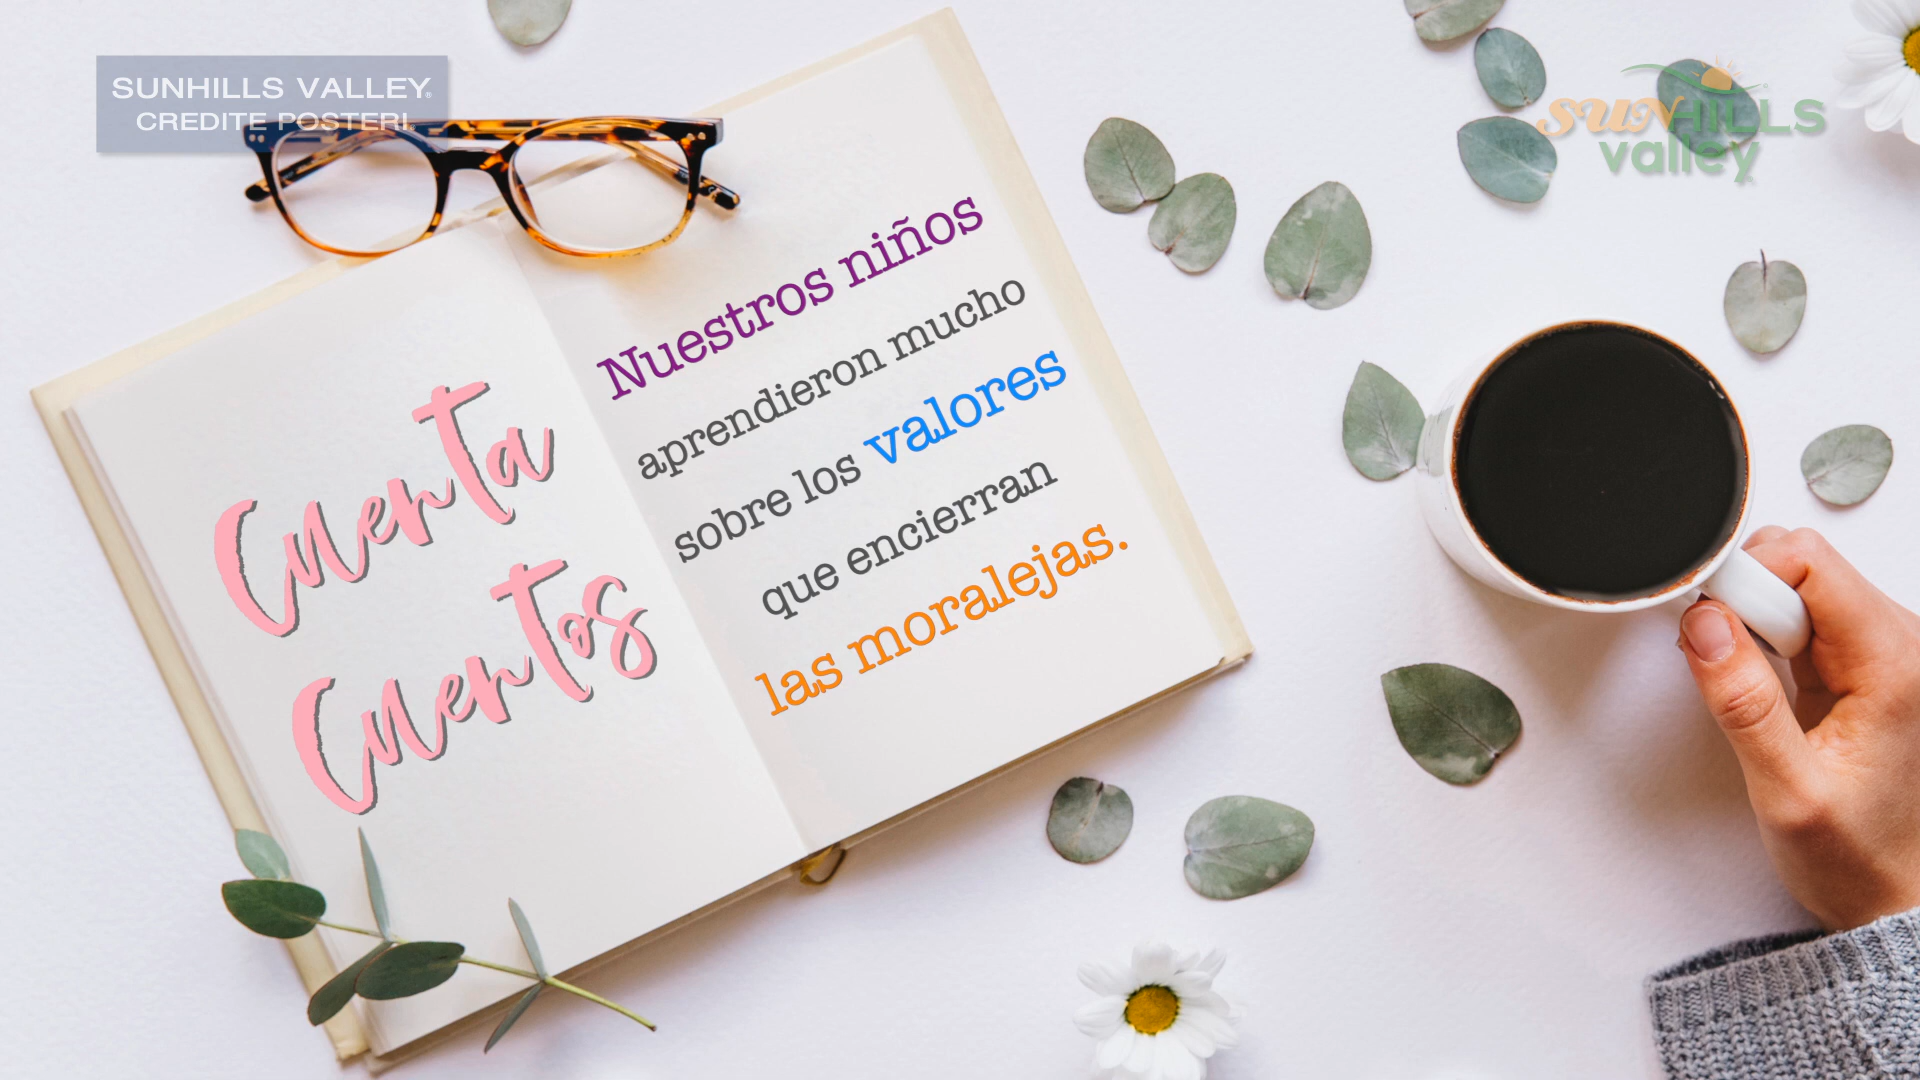 SUNHILLS VALLEY®
CREDITE POSTERI®
SUNHILLS
valley
Cuenta
Cuentos
Nuestros niños
aprendieron mucho
sobre los valores
que encierran
las moralejas.